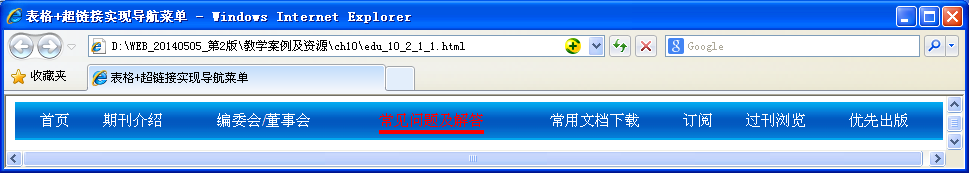 表格+超链接实现导航菜单 - Windows Internet Explorer
D:\WEB_20140505_第2版\教学案例及资源\ch10\edu_10_2_1_1.html
Google
收藏夹
表格+超链接实现导航菜单
首页 期刊介绍 编委会/董事会 常用文档下载 订阅 过刊浏览 优先出版